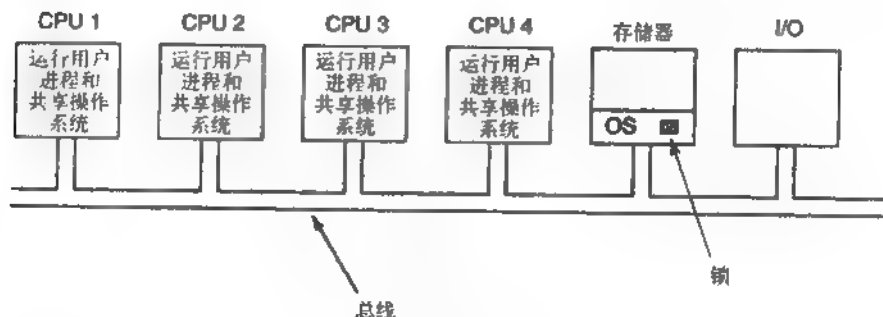 CPU 1
CPU 2
CPU 3
CPU 4
存储器
I/O
运行用户
进程和
共享操作
系统
运行用户
进程和
共享操作
系统
运行用户
进程和
共享操作
系统
运行用户
进程和
共享操作
系统
OS
锁
总线